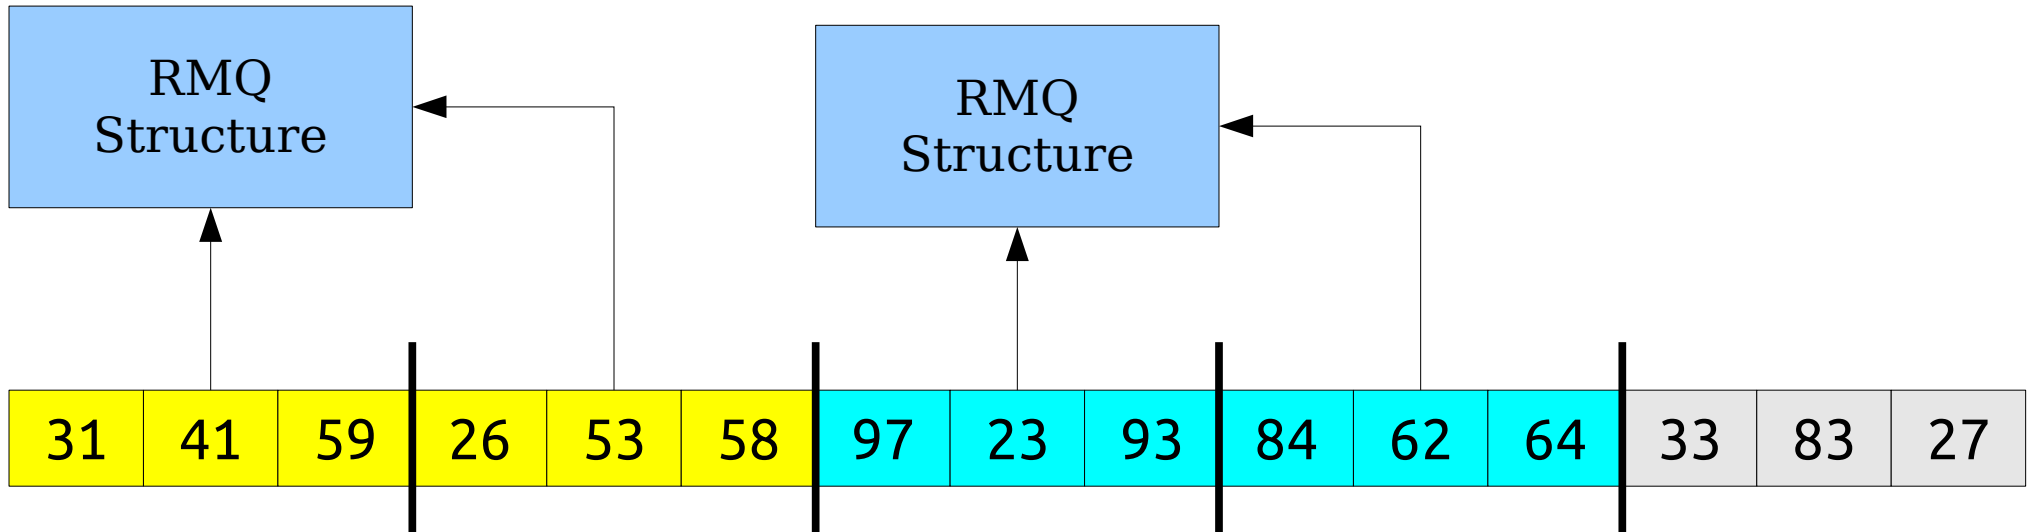 RMQ
Structure
RMQ
Structure
31 41 59 26 53 58 97 23 93 84 62 64 33 83 27